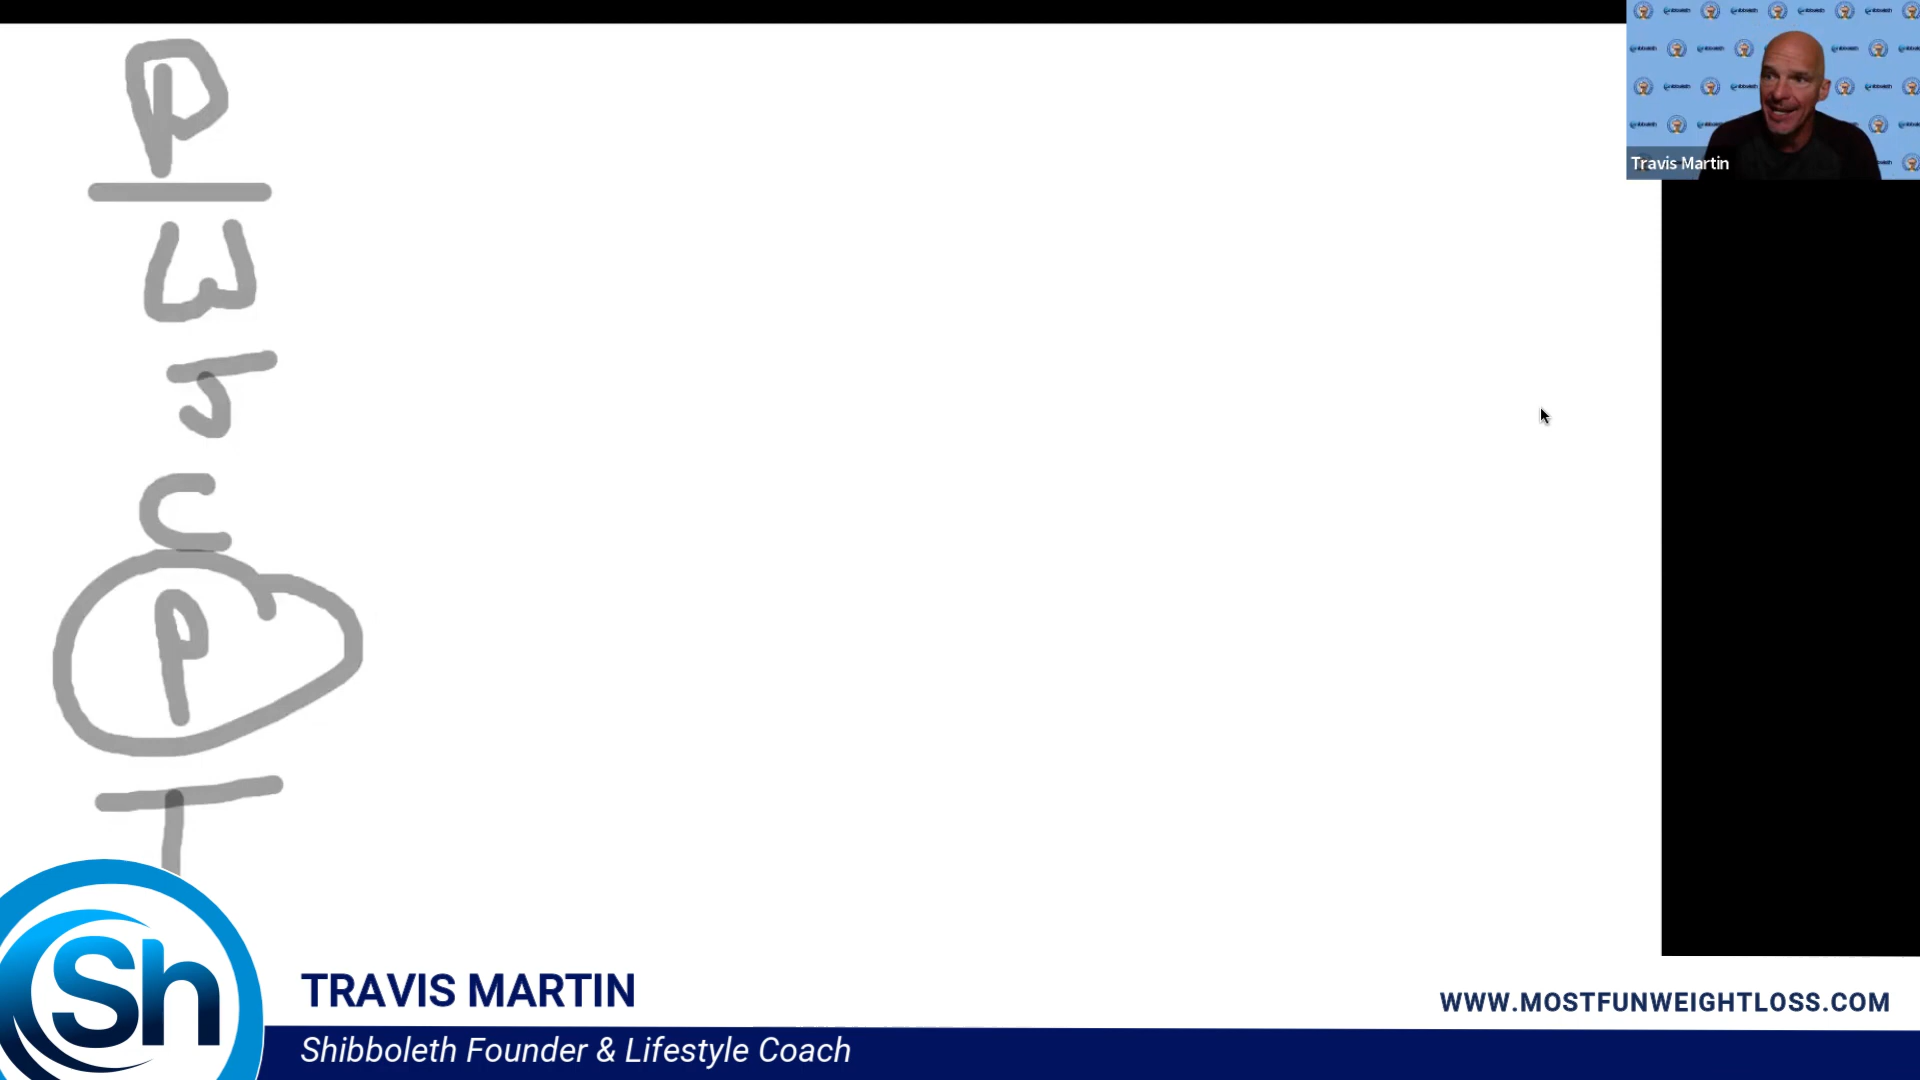 P
W
J
C
P
T
Travis Martin
Sh
TRAVIS MARTIN
WWW.MOSTFUNWEIGHTLOSS.COM
Shibboleth Founder & Lifestyle Coach